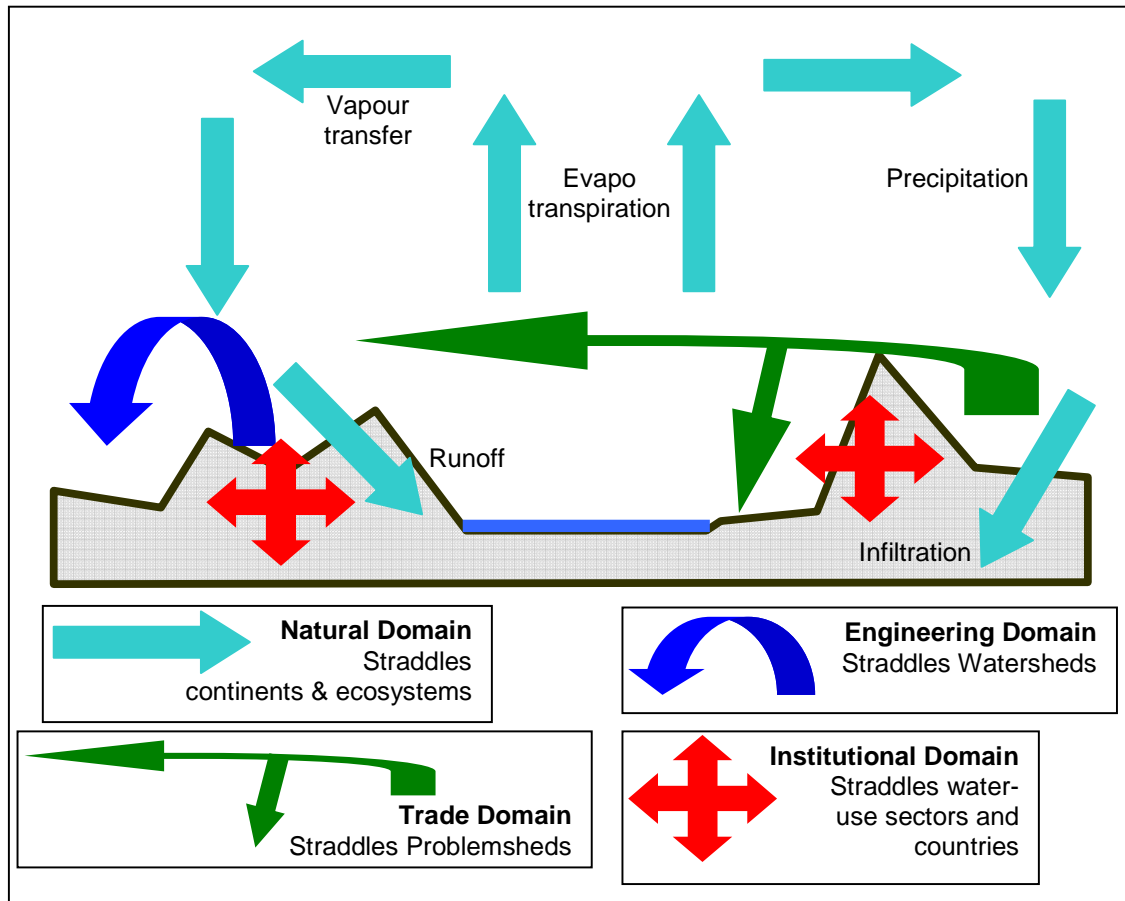 Vapour
transfer
Evapo
transpiration
Precipitation
Runoff
Infiltration
Natural Domain
Straddles
continents & ecosystems
Engineering Domain
Straddles Watersheds
Trade Domain
Straddles Problemsheds
Institutional Domain
Straddles water-
use sectors and
countries